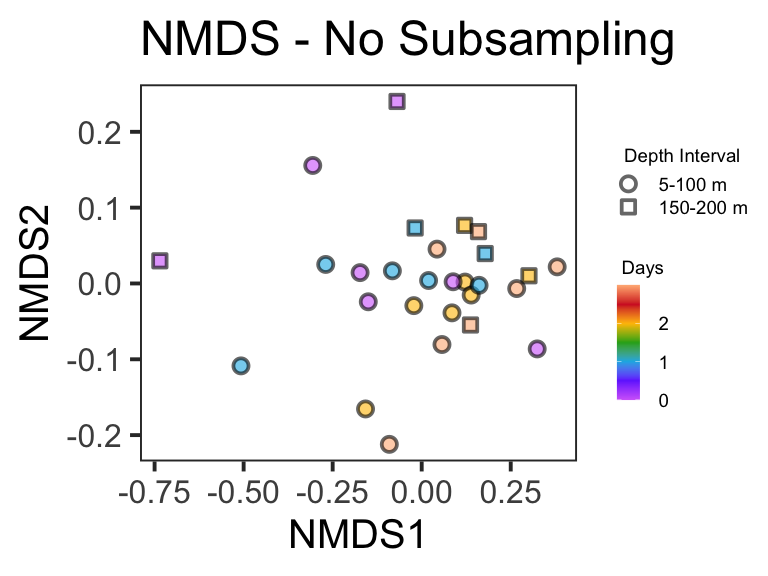 NMDS - No Subsampling
NMDS2
0.2
0.1
0.0
-0.1
-0.2
-0.75 -0.50 -0.25 0.00 0.25
NMDS1
Depth Interval
5-100 m
150-200 m
Days
2
1
0